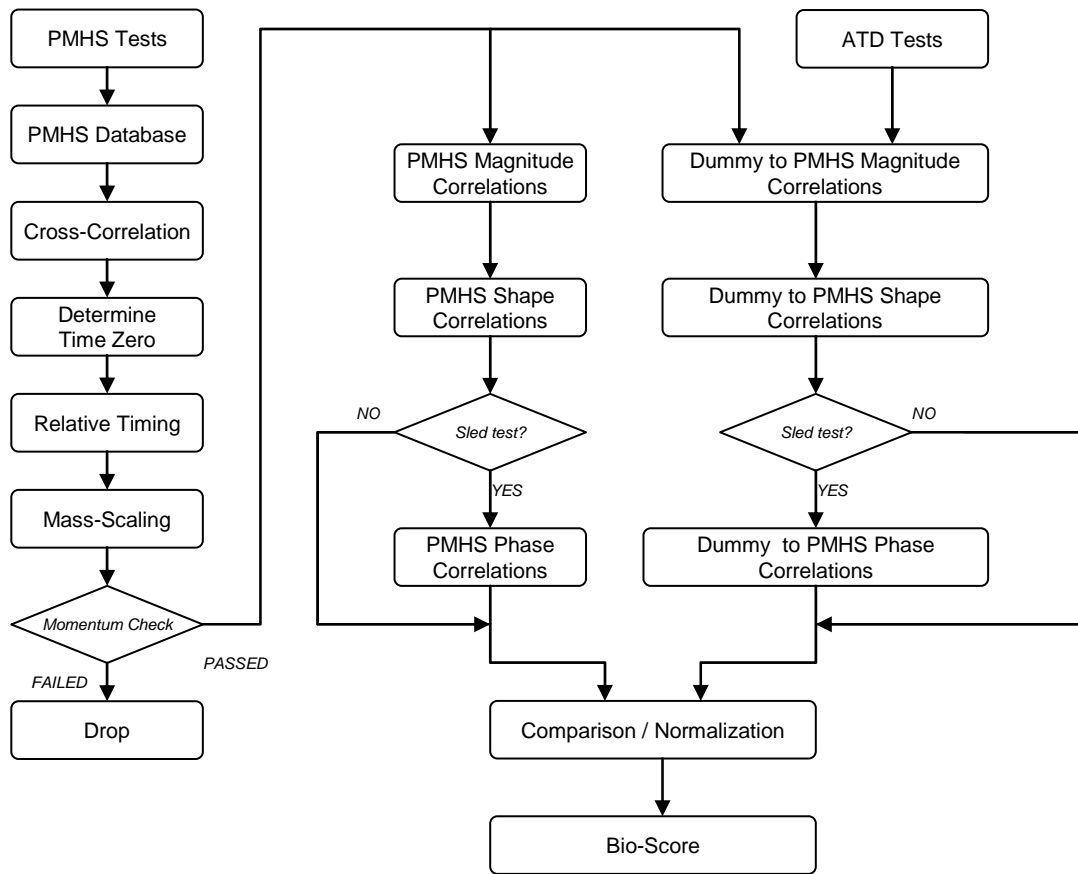 PMHS Tests
ATD Tests
PMHS Database
PMHS Magnitude
Correlations
Dummy to PMHS Magnitude
Correlations
Cross-Correlation
Determine
Time Zero
PMHS Shape
Correlations
Dummy to PMHS Shape
Correlations
Relative Timing
NO
Sled test?
Sled test?
NO
YES
YES
Mass-Scaling
PMHS Phase
Correlations
Dummy to PMHS Phase
Correlations
Momentum Check
PASSED
FAILED
Drop
Comparison / Normalization
Bio-Score